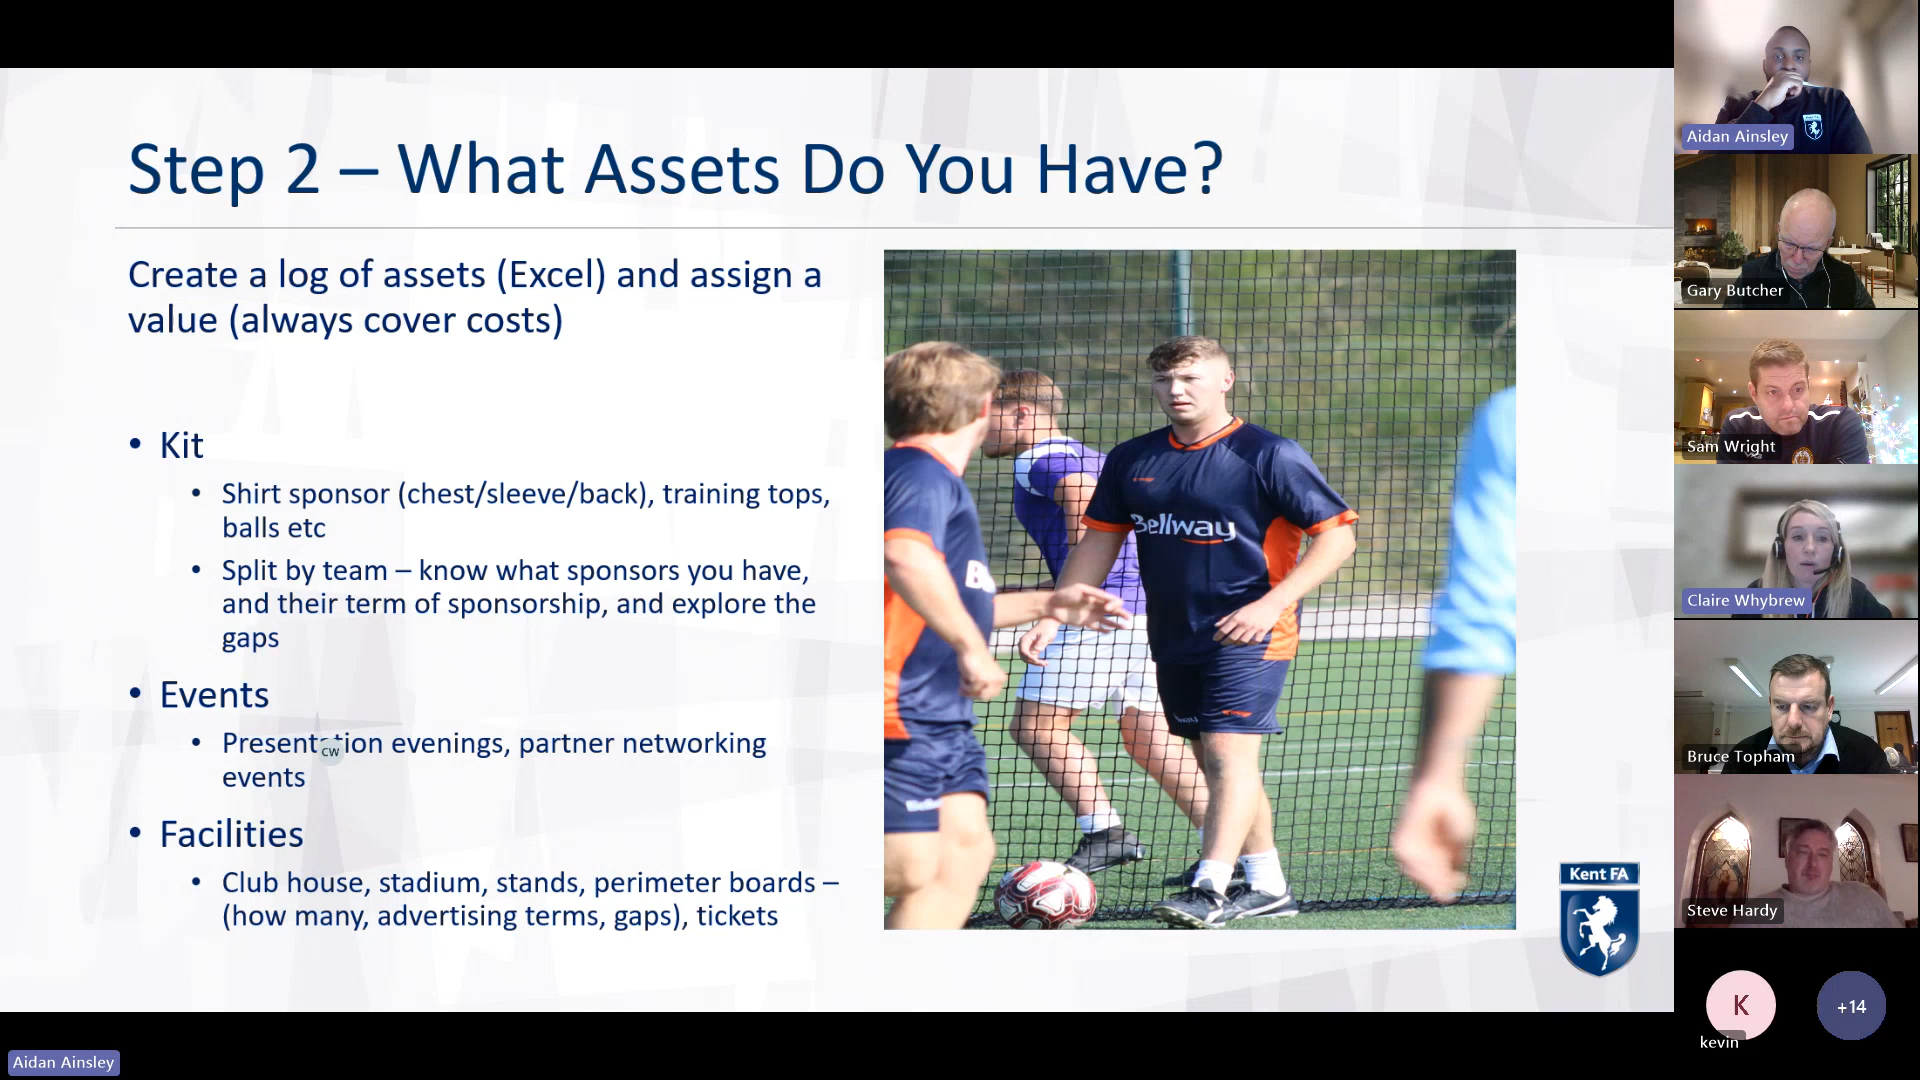 Step 2 – What Assets Do You Have?
Create a log of assets (Excel) and assign a
value (always cover costs)
• Kit
• Shirt sponsor (chest/sleeve/back), training tops,
balls etc
• Split by team – know what sponsors you have,
and their term of sponsorship, and explore the
gaps
• Events
• Presentation evenings, partner networking
events
CW
• Facilities
• Club house, stadium, stands, perimeter boards –
(how many, advertising terms, gaps), tickets
Bellway
Kent FA
Aidan Ainsley
Gary Butcher
Sam Wright
Claire Whybrew
Bruce Topham
Steve Hardy
K
kevin
+14
Aidan Ainsley